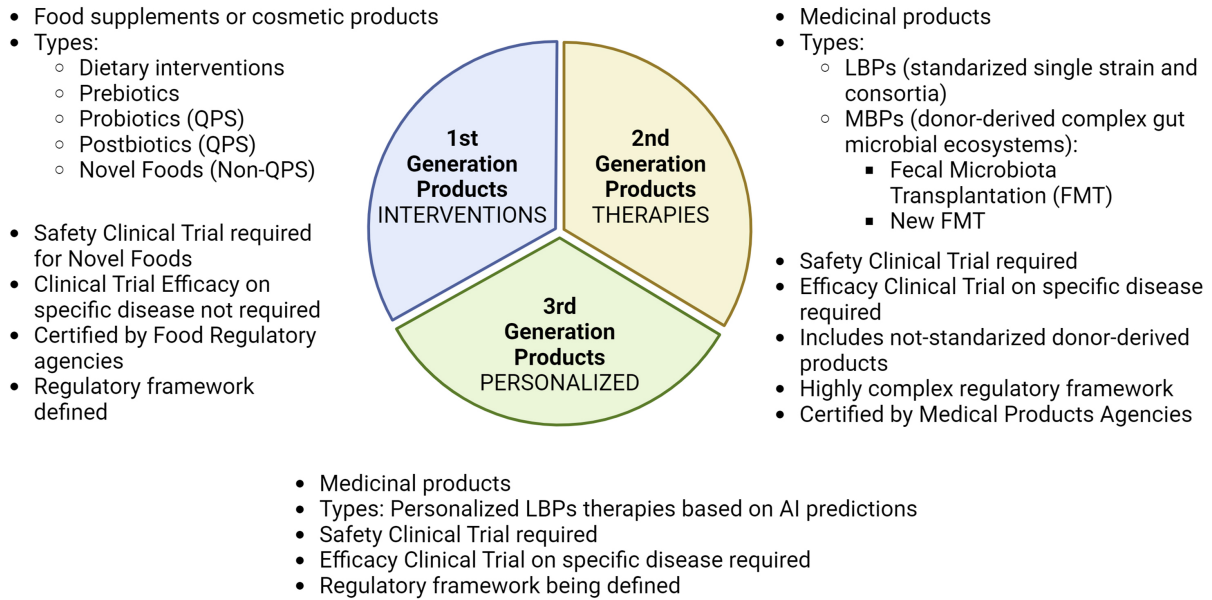 • Food supplements or cosmetic products
• Types:
○ Dietary interventions
○ Prebiotics
○ Probiotics (QPS)
○ Postbiotics (QPS)
○ Novel Foods (Non-QPS)
• Safety Clinical Trial required
for Novel Foods
• Clinical Trial Efficacy on
specific disease not required
• Certified by Food Regulatory
agencies
• Regulatory framework
defined
1st
Generation
Products
INTERVENTIONS
2nd
Generation
Products
THERAPIES
3rd
Generation
Products
PERSONALIZED
• Medicinal products
• Types:
○ LBPs (standarized single strain and
consortia)
○ MBPs (donor-derived complex gut
microbial ecosystems):
▪ Fecal Microbiota
Transplantation (FMT)
▪ New FMT
• Safety Clinical Trial required
• Efficacy Clinical Trial on specific disease
required
• Includes not-standardized donor-derived
products
• Highly complex regulatory framework
• Certified by Medical Products Agencies
• Medicinal products
• Types: Personalized LBPs therapies based on AI predictions
• Safety Clinical Trial required
• Efficacy Clinical Trial on specific disease required
• Regulatory framework being defined